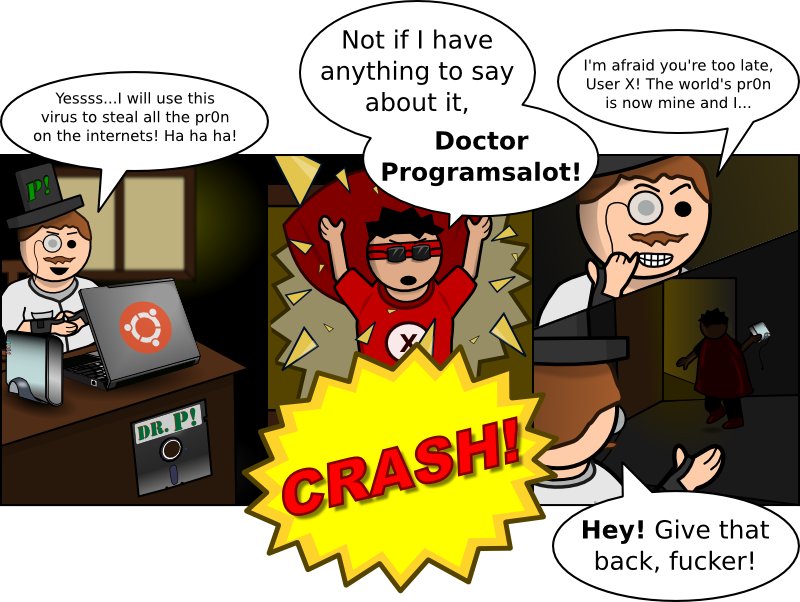 Yessss...I will use this
virus to steal all the pr0n
on the internets! Ha ha ha!
P!
DR. P!
Not if I have
anything to say
about it,
Doctor
Programsalot!
X
CRASH!
I'm afraid you're too late,
User X! The world's pr0n
is now mine and I...
Hey! Give that
back, fucker!